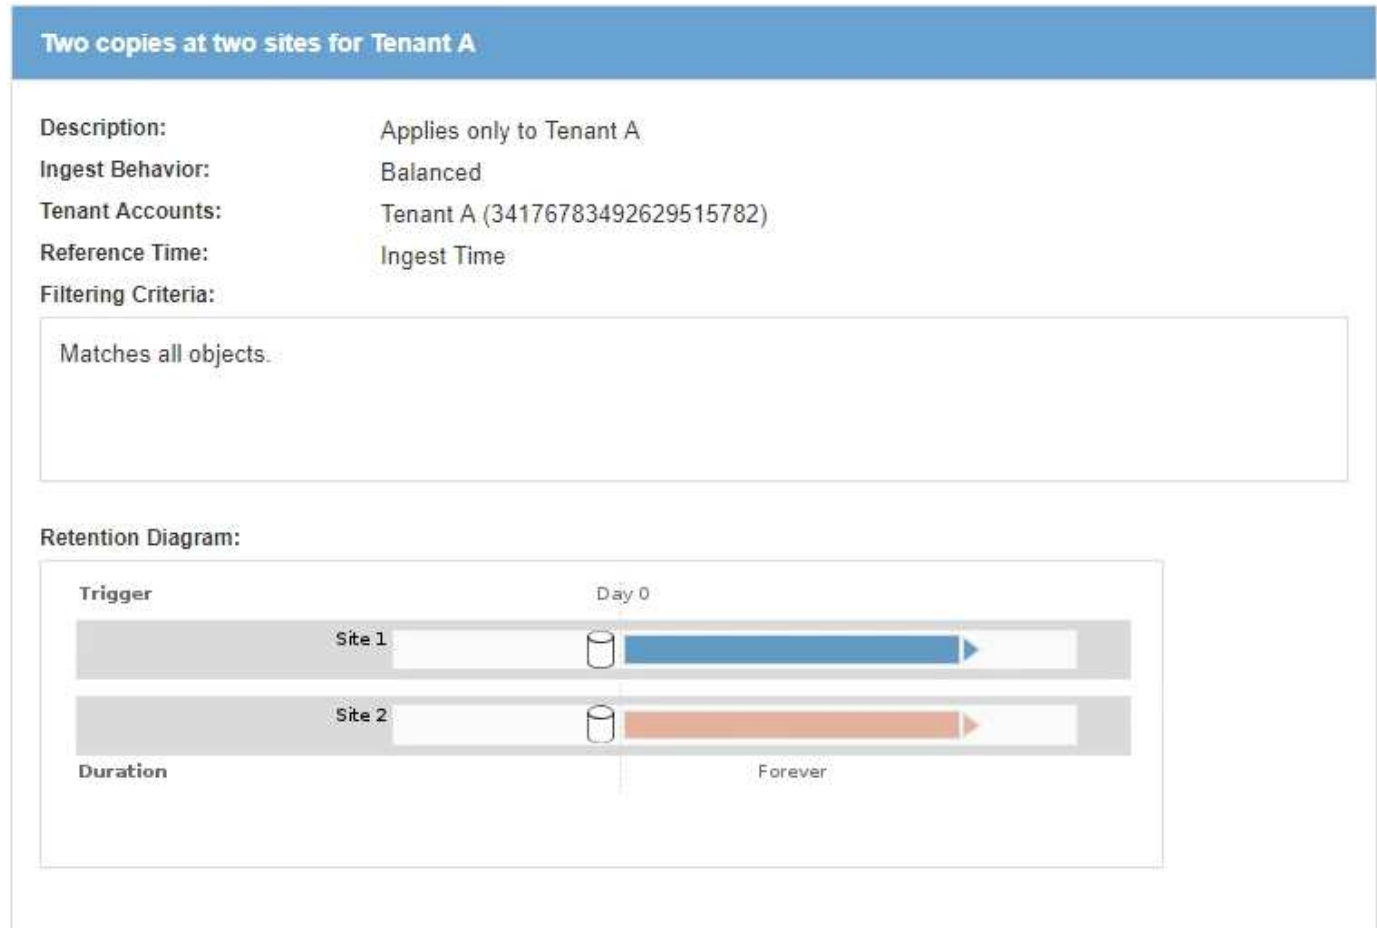 Two copies at two sites for Tenant A
Description: Applies only to Tenant A
Ingest Behavior: Balanced
Tenant Accounts: Tenant A (34176783492629515782)
Reference Time: Ingest Time
Filtering Criteria:
Matches all objects.
Retention Diagram:
Trigger Day 0
Site 1
Site 2
Duration Forever